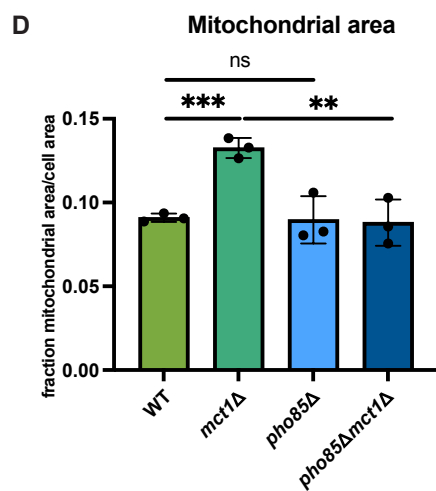 D
Mitochondrial area
ns
***
**
fraction mitochondrial area/cell area
0.15
0.10
0.05
0.00
WT
mct1Δ
pho85Δ
pho85Δmct1Δ